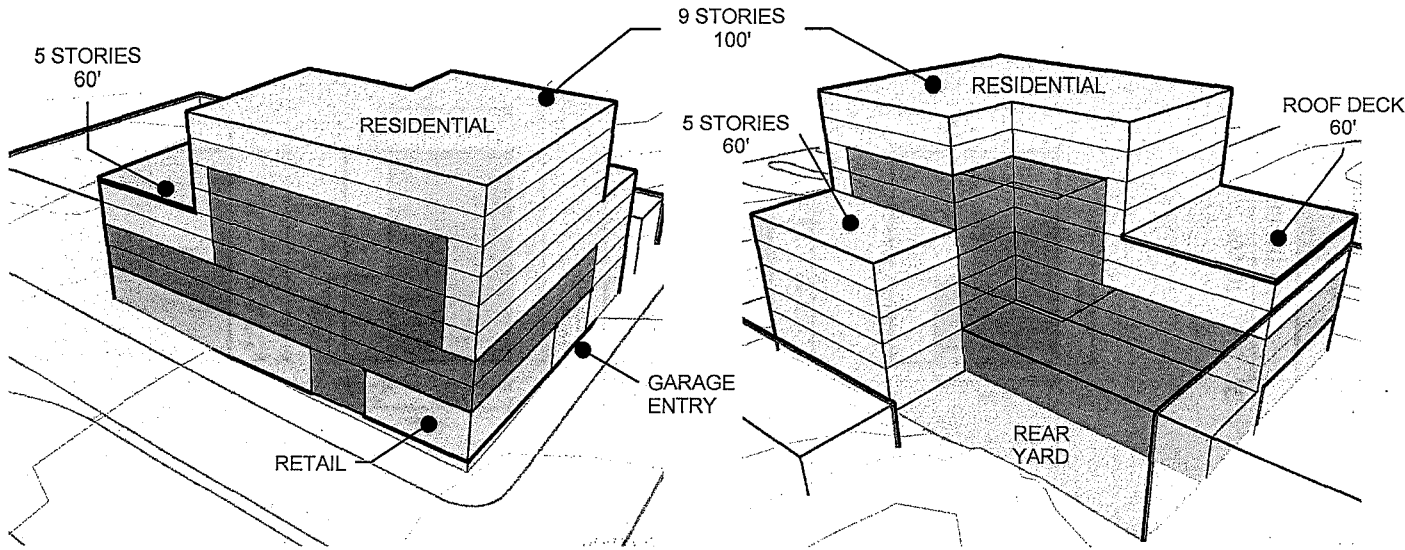 5 STORIES
60'
9 STORIES
100'
RESIDENTIAL
GARAGE
ENTRY
RETAIL
RESIDENTIAL
5 STORIES
60'
ROOF DECK
60'
REAR
YARD